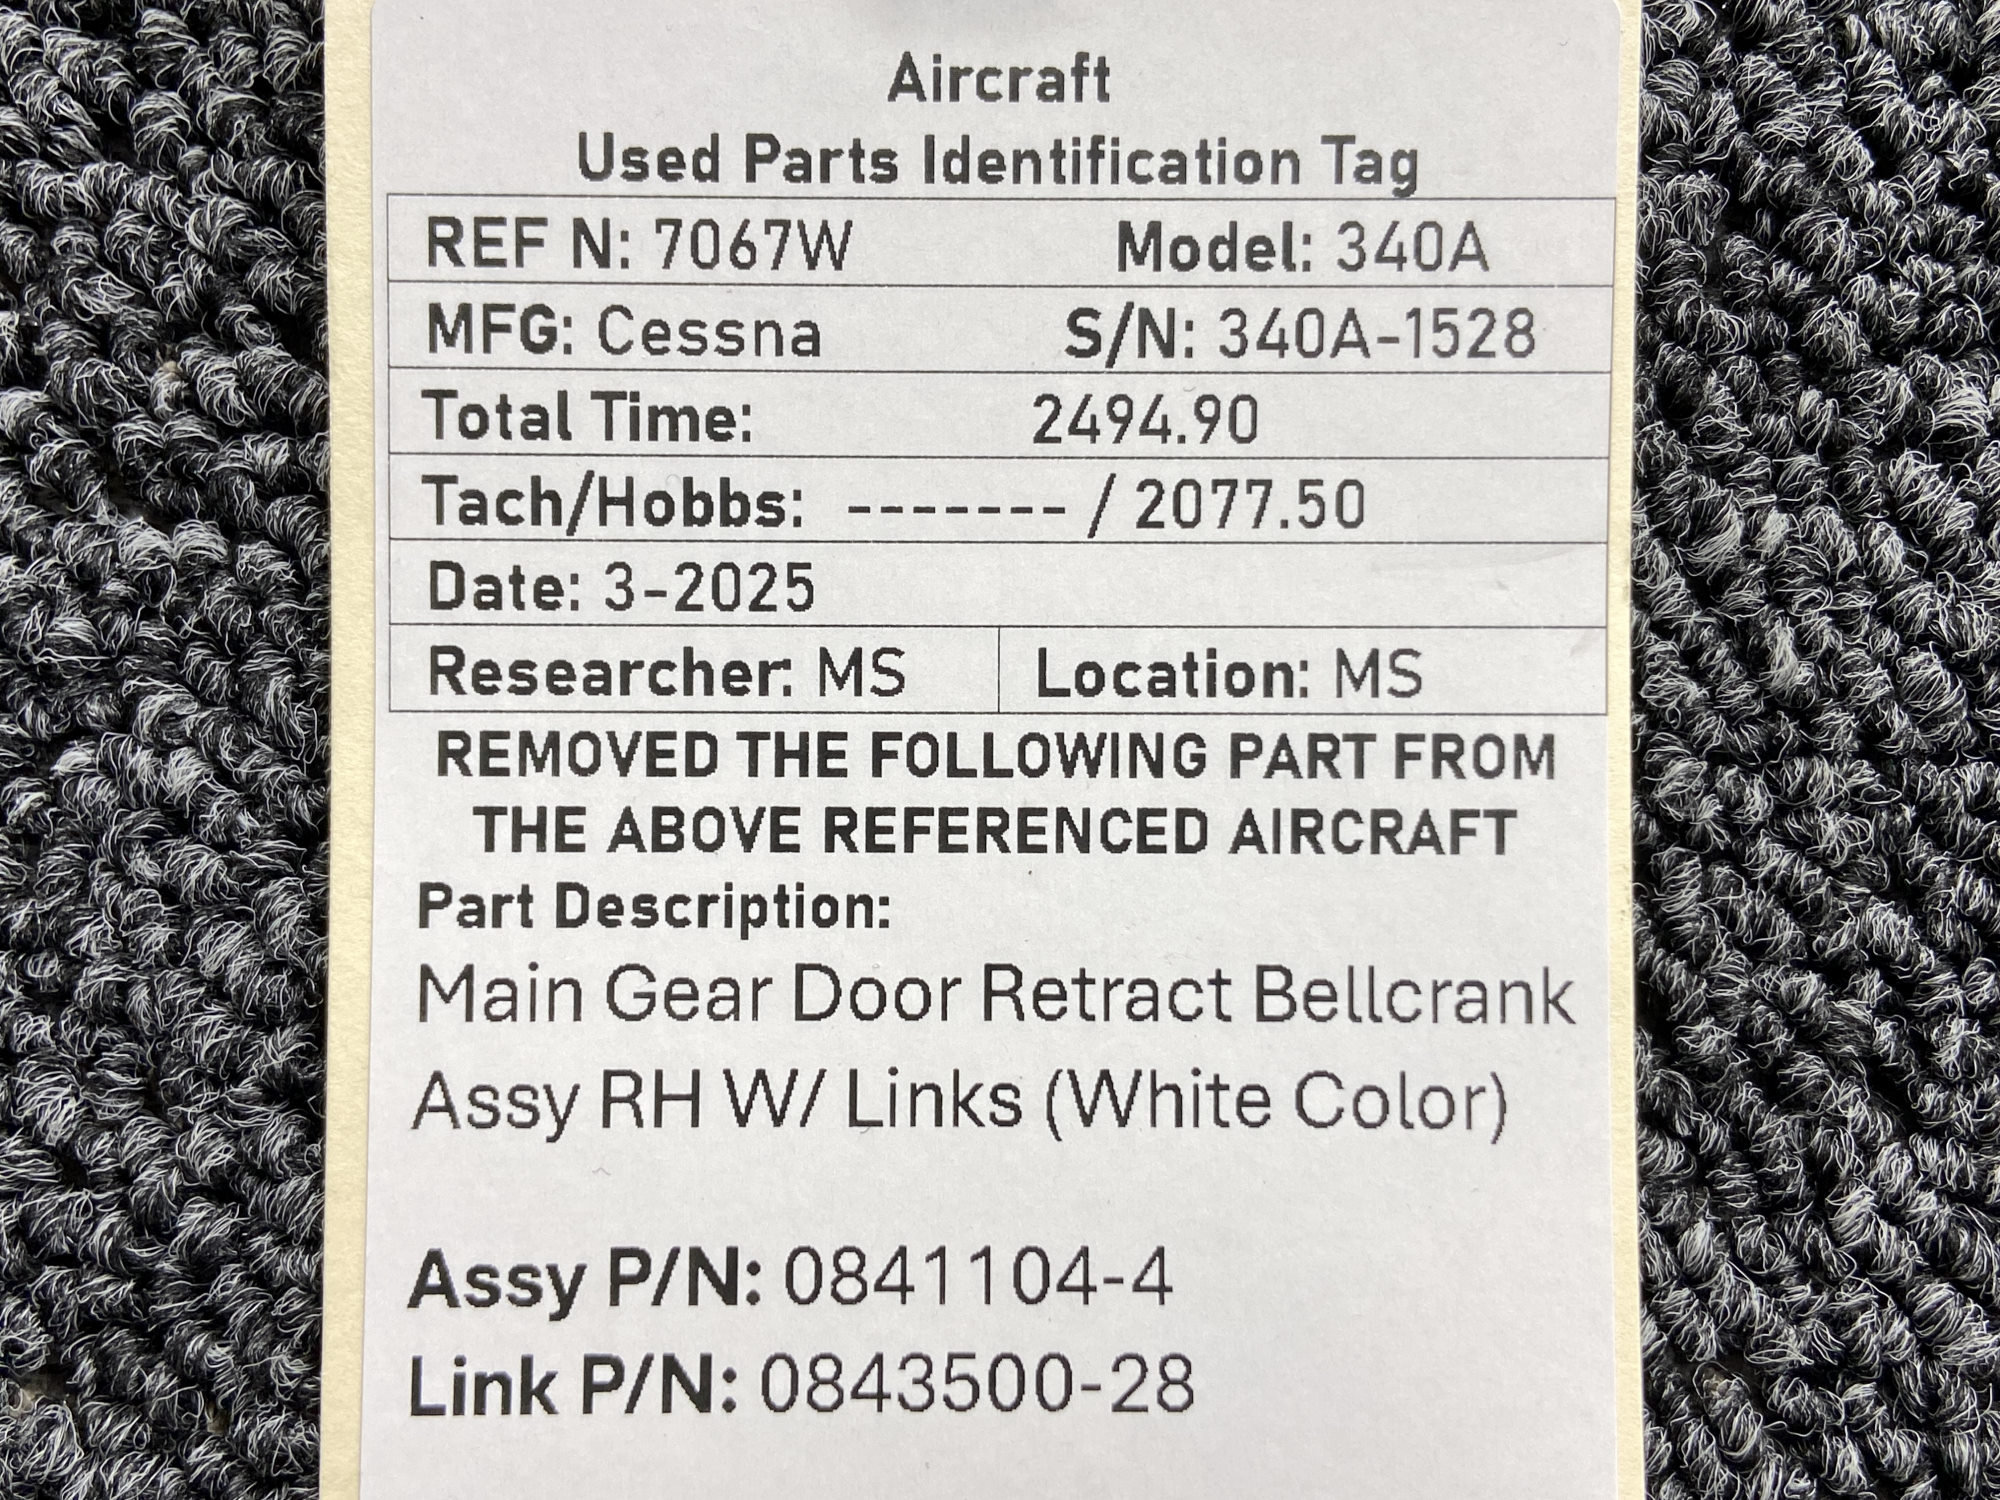 Aircraft
Used Parts Identification Tag
REF N: 7067W Model: 340A
MFG: Cessna S/N: 340A-1528
Total Time: 2494.90
Tach/Hobbs: ------- / 2077.50
Date: 3-2025
Researcher: MS Location: MS
REMOVED THE FOLLOWING PART FROM
THE ABOVE REFERENCED AIRCRAFT
Part Description:
Main Gear Door Retract Bellcrank
Assy RH W/ Links (White Color)
Assy P/N: 0841104-4
Link P/N: 0843500-28